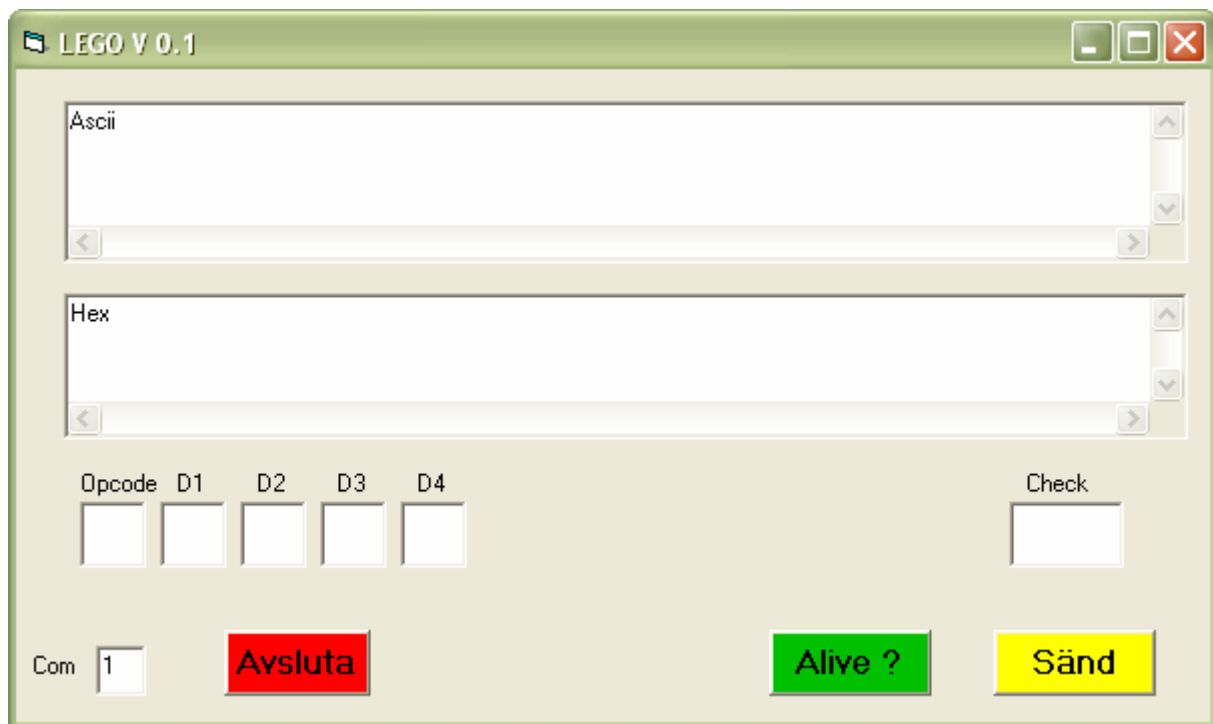 LEGO V 0.1
Ascii
Hex
Opcode D1 D2 D3 D4 Check
Com 1 Avsluta Alive ? Sänd